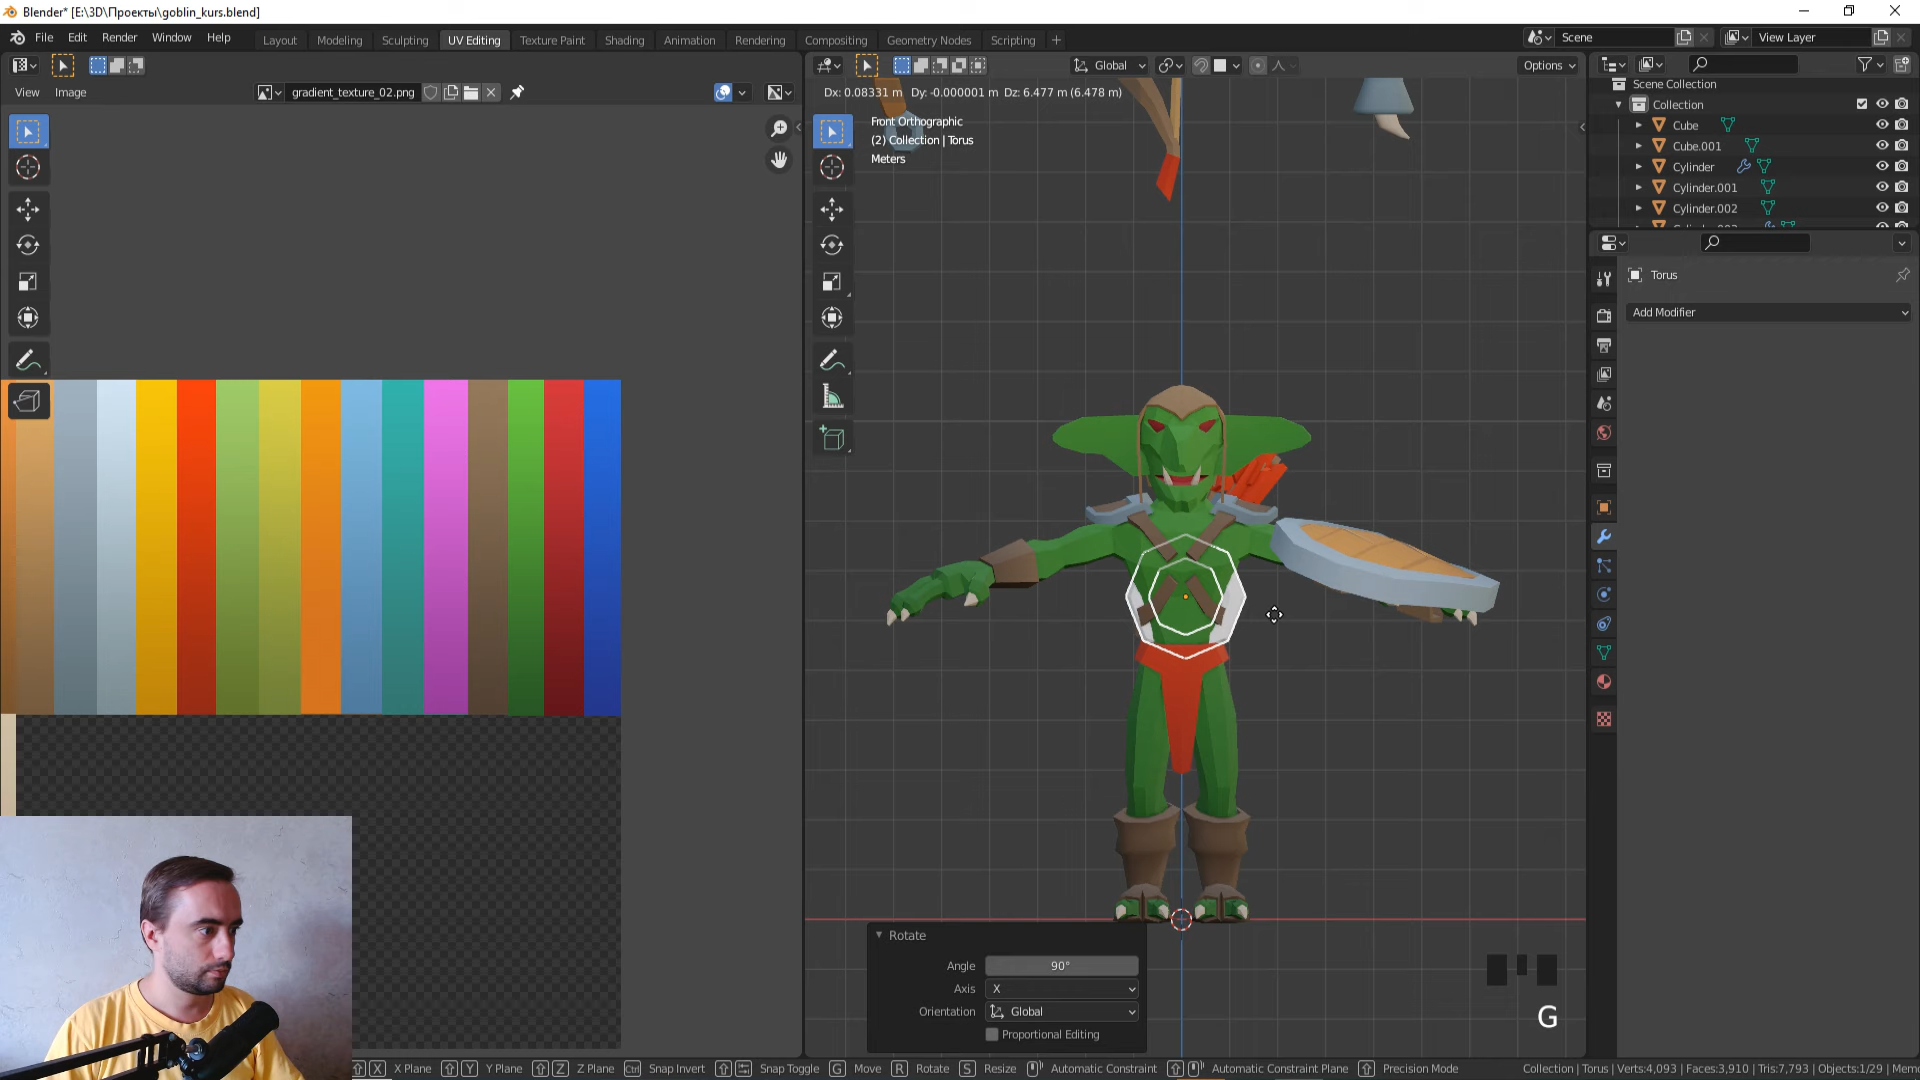 Blender* [E:\3D\Проекты\goblin_kurs.blend]
File Edit Render Window Help Layout Modeling Sculpting UV Editing Texture Paint Shading Animation Rendering Compositing Geometry Nodes Scripting + Scene View Layer
Global Options
View Image gradient_texture_02.png
Dx: 0.08331 m Dy: -0.000001 m Dz: 6.477 m (6.478 m)
Front Orthographic
(2) Collection | Torus
Meters
Scene Collection
Collection
Cube
Cube.001
Cylinder
Cylinder.001
Cylinder.002
Torus
Add Modifier
Rotate
Angle 90°
Axis X
Orientation Global
Proportional Editing
G
X X Plane Y Y Plane Z Z Plane Ctrl Snap Invert Snap Toggle G Move R Rotate S Resize Automatic Constraint Automatic Constraint Plane Precision Mode Collection | Torus Verts:4,093 Faces:3,910 Tris:7,793 Objects:1/29